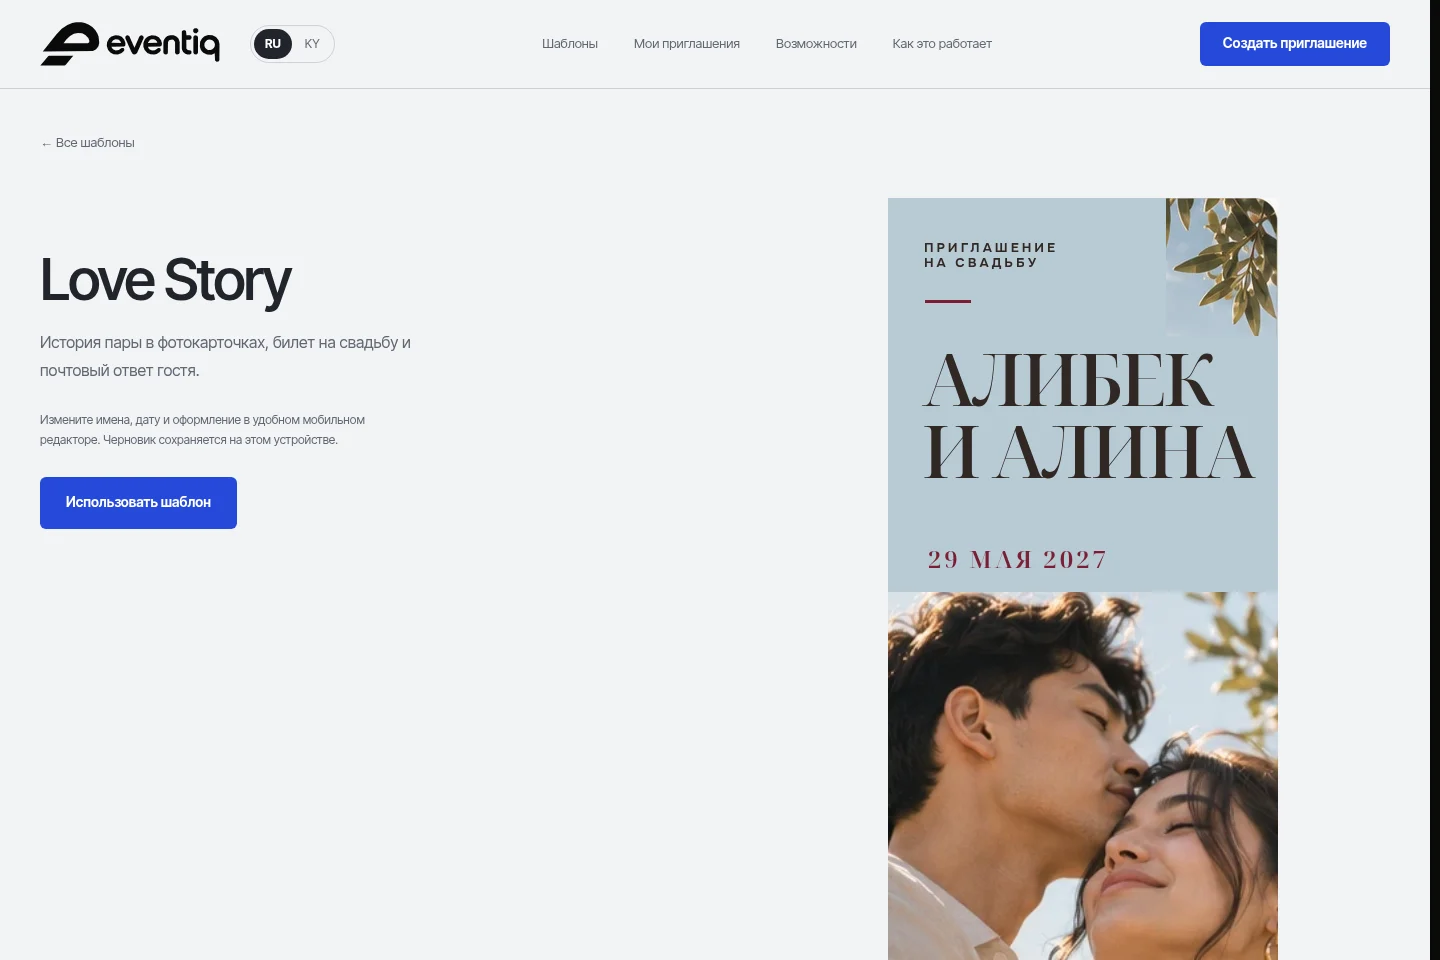 eventiq
RU KY
Шаблоны Мои приглашения Возможности Как это работает
Создать приглашение
← Все шаблоны
Love Story
История пары в фотокарточках, билет на свадьбу и
почтовый ответ гостя.
Измените имена, дату и оформление в удобном мобильном
редакторе. Черновик сохраняется на этом устройстве.
Использовать шаблон
ПРИГЛАШЕНИЕ
НА СВАДЬБУ
АЛИБЕК
И АЛИНА
29 МАЯ 2027